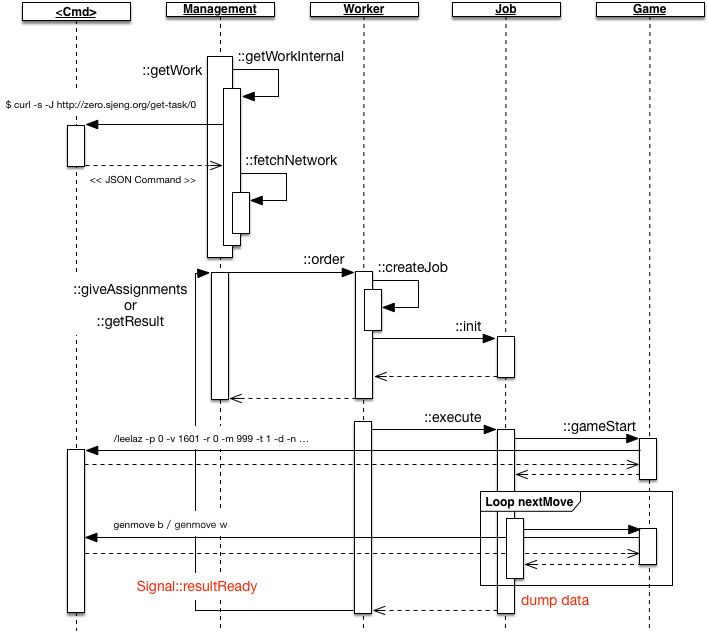 <Cmd>
Management
Worker
Job
Game
::getWorkInternal
::getWork
$ curl -s -J http://zero.sjeng.org/get-task/0
::fetchNetwork
<< JSON Command >>
::order
::createJob
::giveAssignments
or
::getResult
::init
::execute
::gameStart
/leelaz -p 0 -v 1601 -r 0 -m 999 -t 1 -d -n ...
Loop nextMove
genmove b / genmove w
Signal::resultReady
dump data